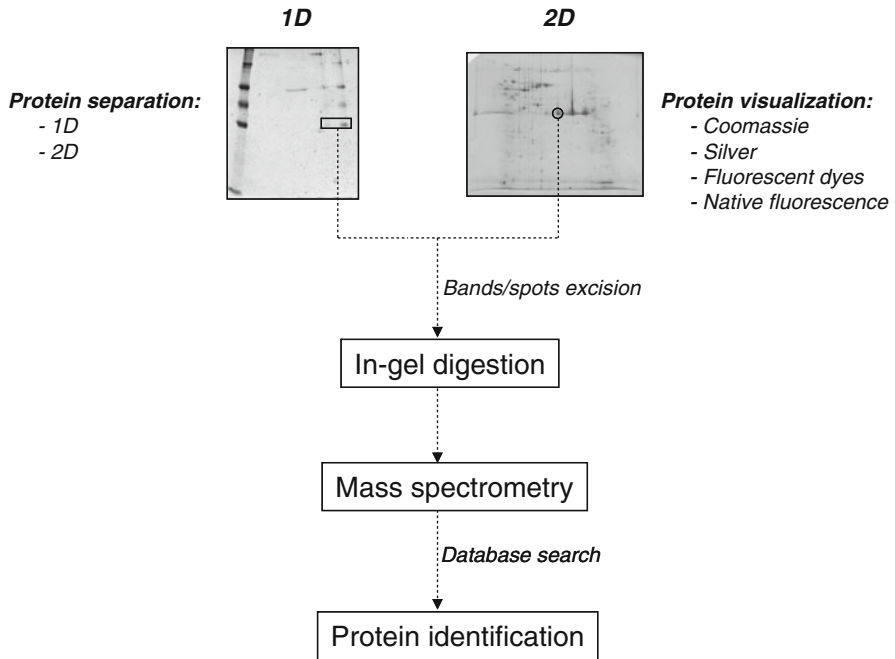 1D
2D
Protein separation:
- 1D
- 2D
Protein visualization:
- Coomassie
- Silver
- Fluorescent dyes
- Native fluorescence
Bands/spots excision
In-gel digestion
Mass spectrometry
Database search
Protein identification